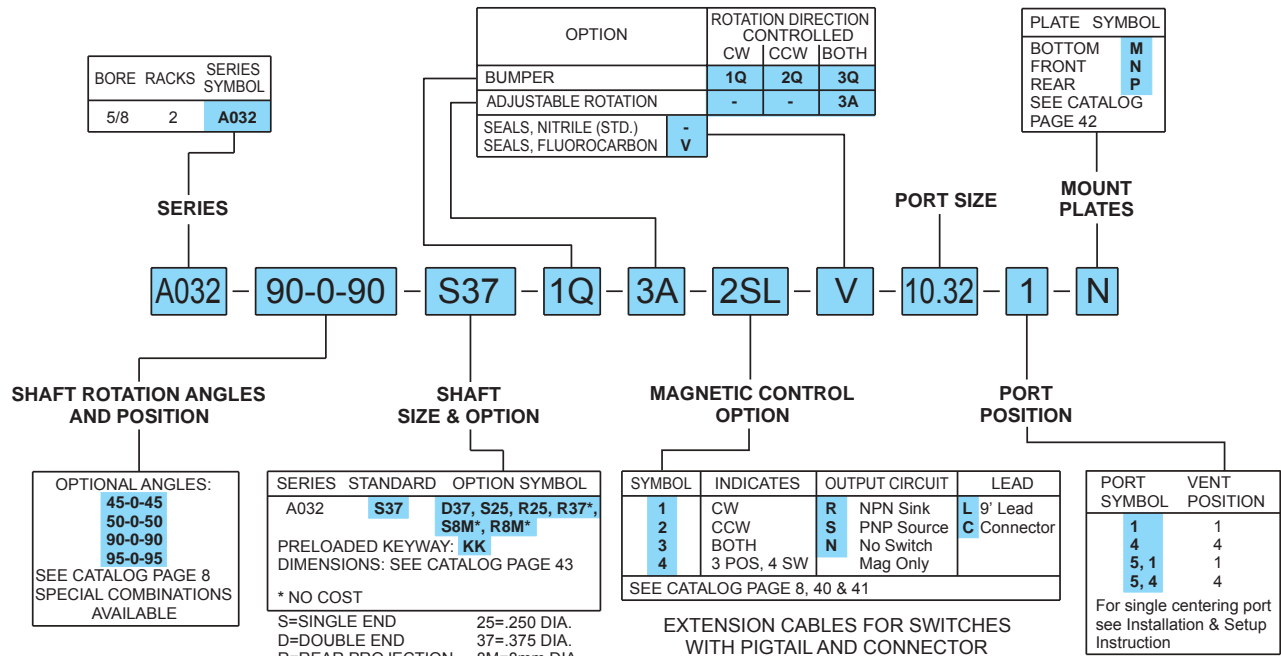 OPTION
ROTATION DIRECTION
CONTROLLED
CW CCW BOTH
BUMPER 1Q 2Q 3Q
ADJUSTABLE ROTATION - - 3A
SEALS, NITRILE (STD.) -
SEALS, FLUOROCARBON V
PLATE SYMBOL
BOTTOM M
FRONT N
REAR P
SEE CATALOG
PAGE 42
BORE RACKS SERIES SYMBOL
5/8 2 A032
SERIES
PORT SIZE
MOUNT
PLATES
A032 - 90-0-90 - S37 - 1Q - 3A - 2SL - V - 10.32 - 1 - N
SHAFT ROTATION ANGLES
AND POSITION
SHAFT
SIZE & OPTION
MAGNETIC CONTROL
OPTION
PORT
POSITION
OPTIONAL ANGLES:
45-0-45
50-0-50
90-0-90
95-0-95
SEE CATALOG PAGE 8
SPECIAL COMBINATIONS
AVAILABLE
SERIES STANDARD OPTION SYMBOL
A032 S37 D37, S25, R25, R37*,
S8M*, R8M*
PRELOADED KEYWAY: KK
DIMENSIONS: SEE CATALOG PAGE 43
* NO COST
S=SINGLE END 25=.250 DIA.
D=DOUBLE END 37=.375 DIA.
R=REAR PROJECTION 8M=8mm DIA.
SYMBOL INDICATES OUTPUT CIRCUIT LEAD
1 CW R NPN Sink L 9' Lead
2 CCW S PNP Source C Connector
3 BOTH N No Switch
4 3 POS, 4 SW Mag Only
SEE CATALOG PAGE 8, 40 & 41
EXTENSION CABLES FOR SWITCHES
WITH PIGTAIL AND CONNECTOR
PORT SYMBOL VENT POSITION
1 1
4 4
5, 1 1
5, 4 4
For single centering port
see Installation & Setup
Instruction